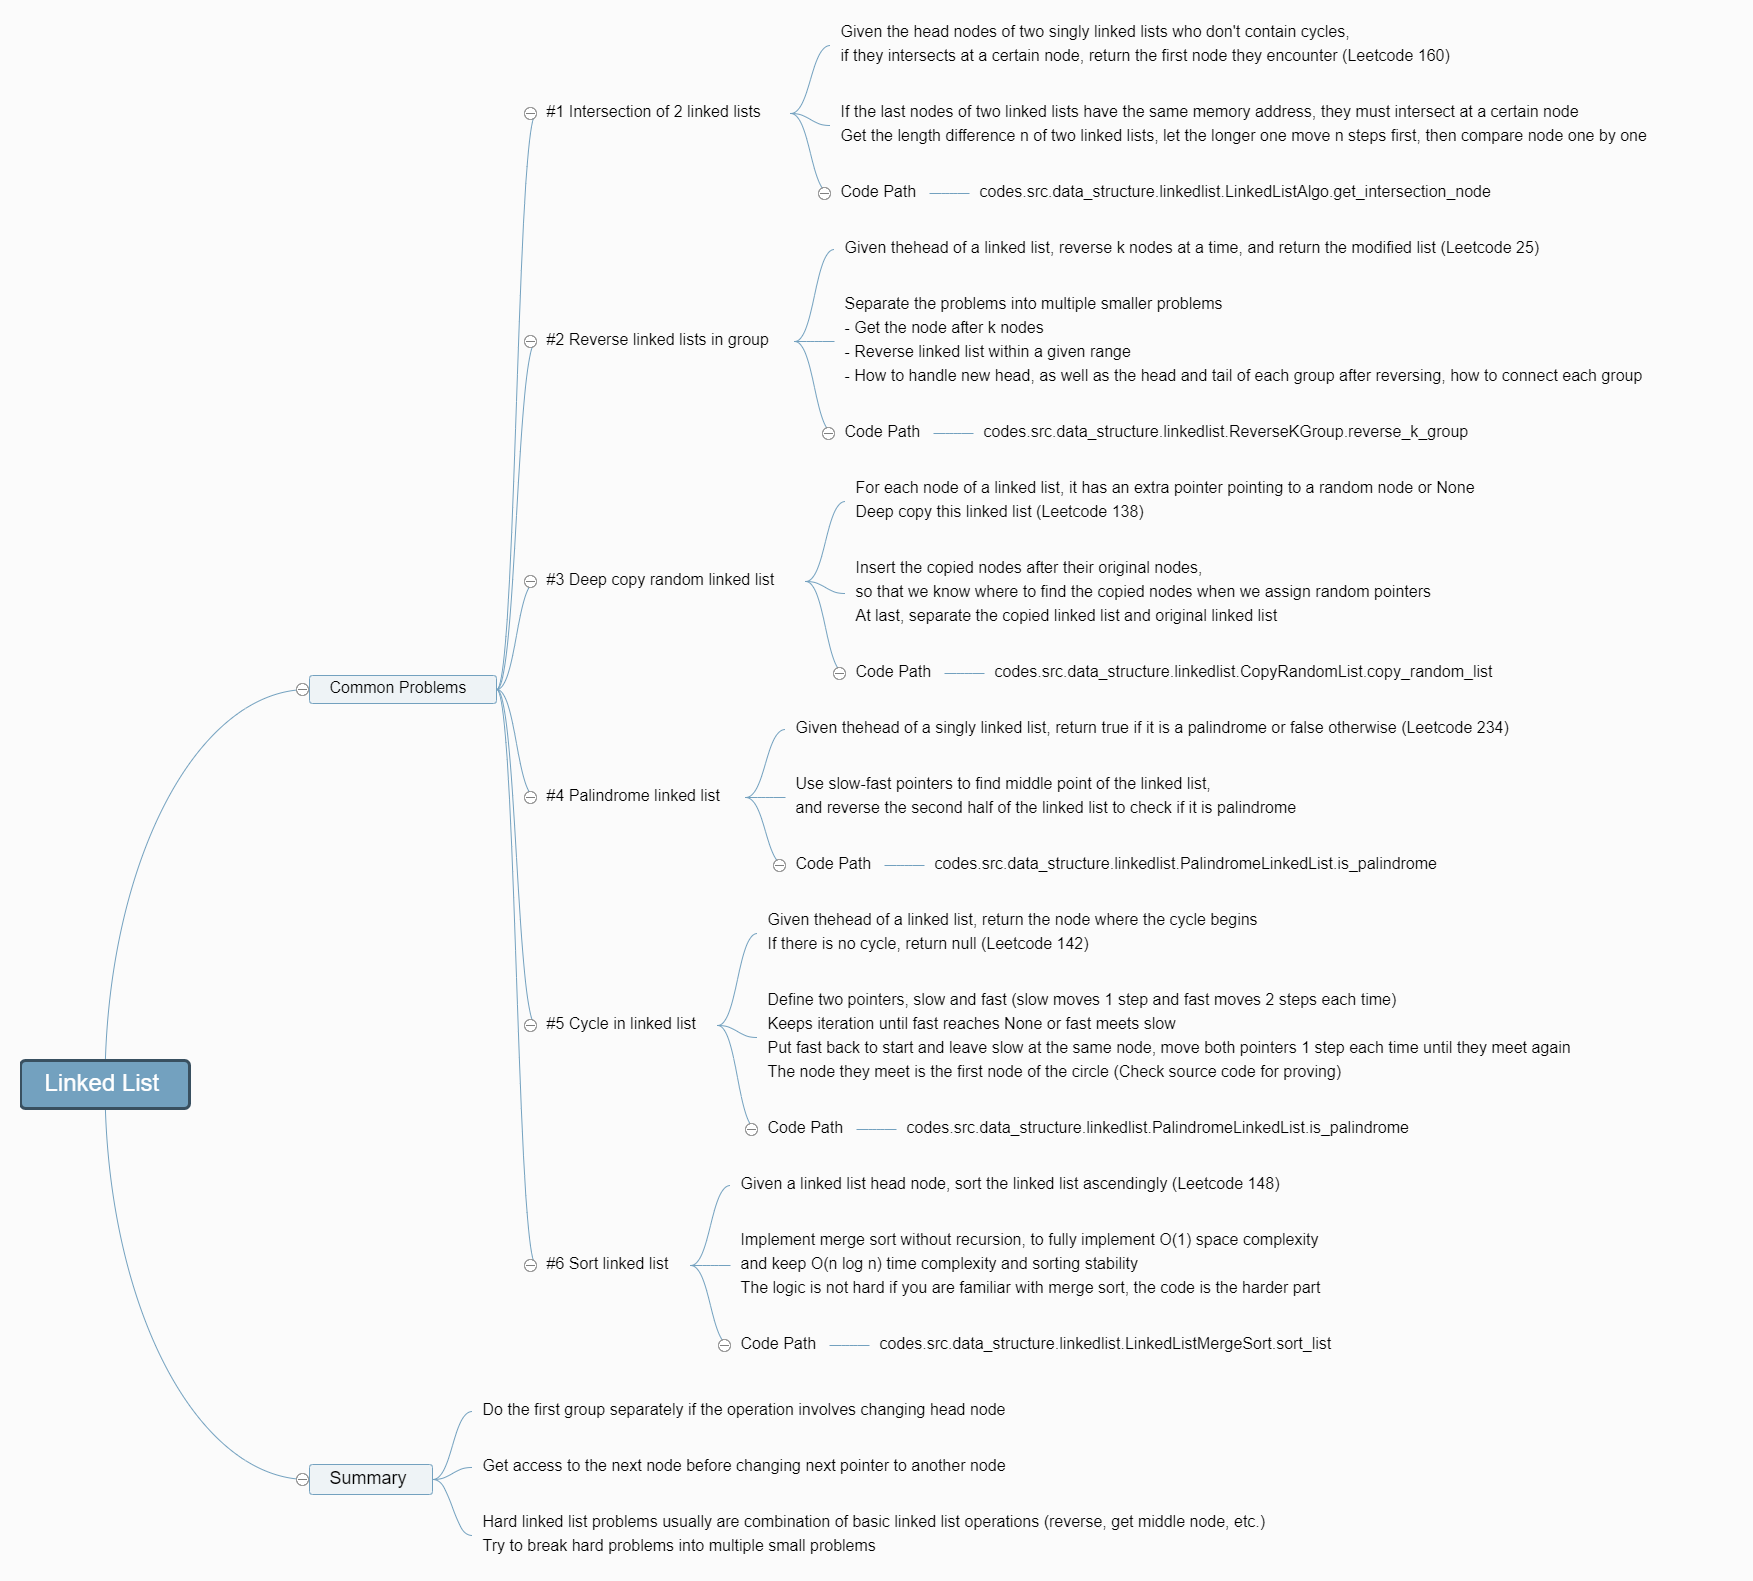 Linked List
Common Problems
#1 Intersection of 2 linked lists
Given the head nodes of two singly linked lists who don't contain cycles,
if they intersects at a certain node, return the first node they encounter (Leetcode 160)
If the last nodes of two linked lists have the same memory address, they must intersect at a certain node
Get the length difference n of two linked lists, let the longer one move n steps first, then compare node one by one
Code Path codes.src.data_structure.linkedlist.LinkedListAlgo.get_intersection_node
#2 Reverse linked lists in group
Given thehead of a linked list, reverse k nodes at a time, and return the modified list (Leetcode 25)
Separate the problems into multiple smaller problems
- Get the node after k nodes
- Reverse linked list within a given range
- How to handle new head, as well as the head and tail of each group after reversing, how to connect each group
Code Path codes.src.data_structure.linkedlist.ReverseKGroup.reverse_k_group
#3 Deep copy random linked list
For each node of a linked list, it has an extra pointer pointing to a random node or None
Deep copy this linked list (Leetcode 138)
Insert the copied nodes after their original nodes,
so that we know where to find the copied nodes when we assign random pointers
At last, separate the copied linked list and original linked list
Code Path codes.src.data_structure.linkedlist.CopyRandomList.copy_random_list
#4 Palindrome linked list
Given thehead of a singly linked list, return true if it is a palindrome or false otherwise (Leetcode 234)
Use slow-fast pointers to find middle point of the linked list,
and reverse the second half of the linked list to check if it is palindrome
Code Path codes.src.data_structure.linkedlist.PalindromeLinkedList.is_palindrome
#5 Cycle in linked list
Given thehead of a linked list, return the node where the cycle begins
If there is no cycle, return null (Leetcode 142)
Define two pointers, slow and fast (slow moves 1 step and fast moves 2 steps each time)
Keeps iteration until fast reaches None or fast meets slow
Put fast back to start and leave slow at the same node, move both pointers 1 step each time until they meet again
The node they meet is the first node of the circle (Check source code for proving)
Code Path codes.src.data_structure.linkedlist.PalindromeLinkedList.is_palindrome
#6 Sort linked list
Given a linked list head node, sort the linked list ascendingly (Leetcode 148)
Implement merge sort without recursion, to fully implement O(1) space complexity
and keep O(n log n) time complexity and sorting stability
The logic is not hard if you are familiar with merge sort, the code is the harder part
Code Path codes.src.data_structure.linkedlist.LinkedListMergeSort.sort_list
Summary
Do the first group separately if the operation involves changing head node
Get access to the next node before changing next pointer to another node
Hard linked list problems usually are combination of basic linked list operations (reverse, get middle node, etc.)
Try to break hard problems into multiple small problems